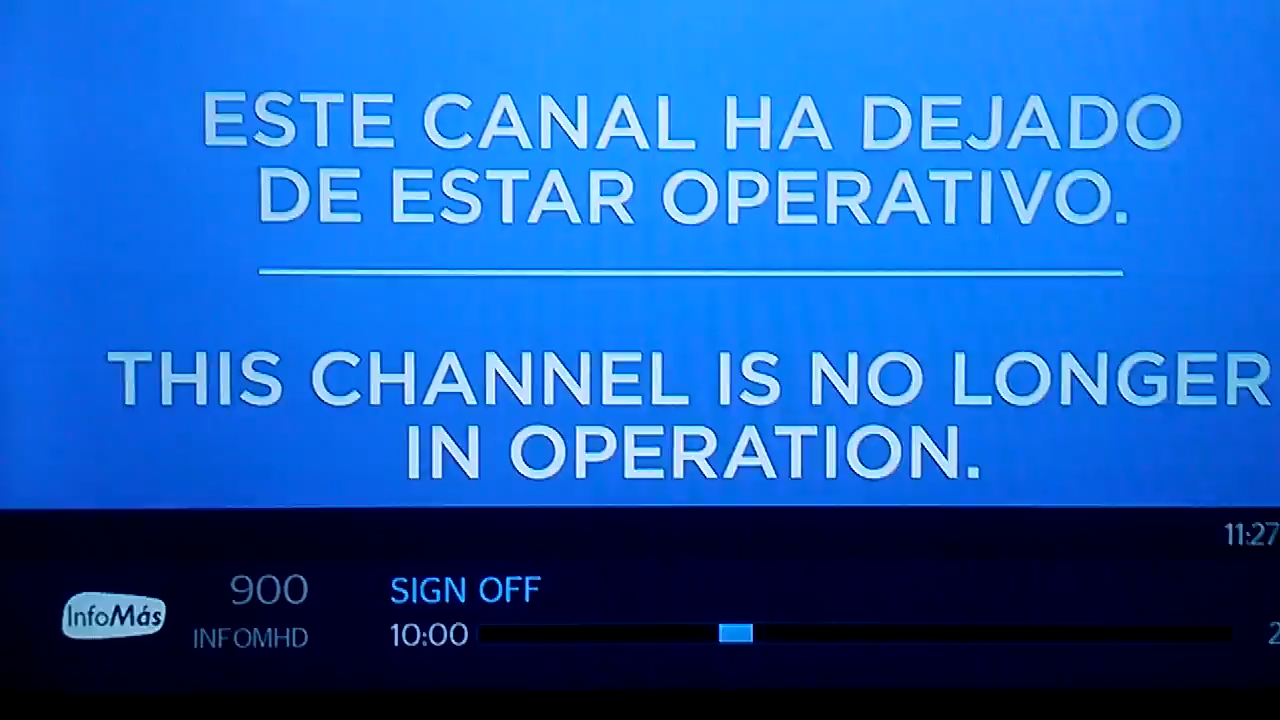 ESTE CANAL HA DEJADO
DE ESTAR OPERATIVO.
THIS CHANNEL IS NO LONGER
IN OPERATION.
11:27
InfoMás
900
INFOMHD
SIGN OFF
10:00